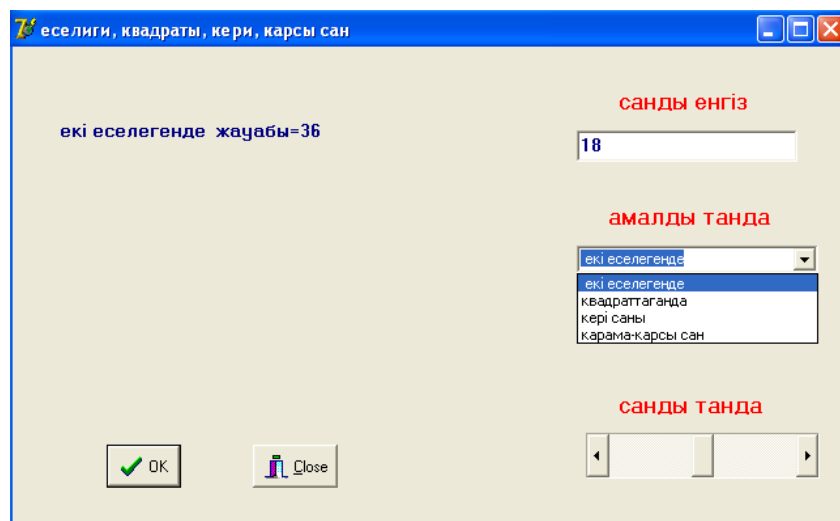 еселиги, квадраты, кери, карсы сан
санды енгіз
екі еселегенде жауабы=36
18
амалды танда
екі еселегенде
екі еселегенде
квадраттаганда
кері саны
карама-карсы сан
санды танда
OK
Close